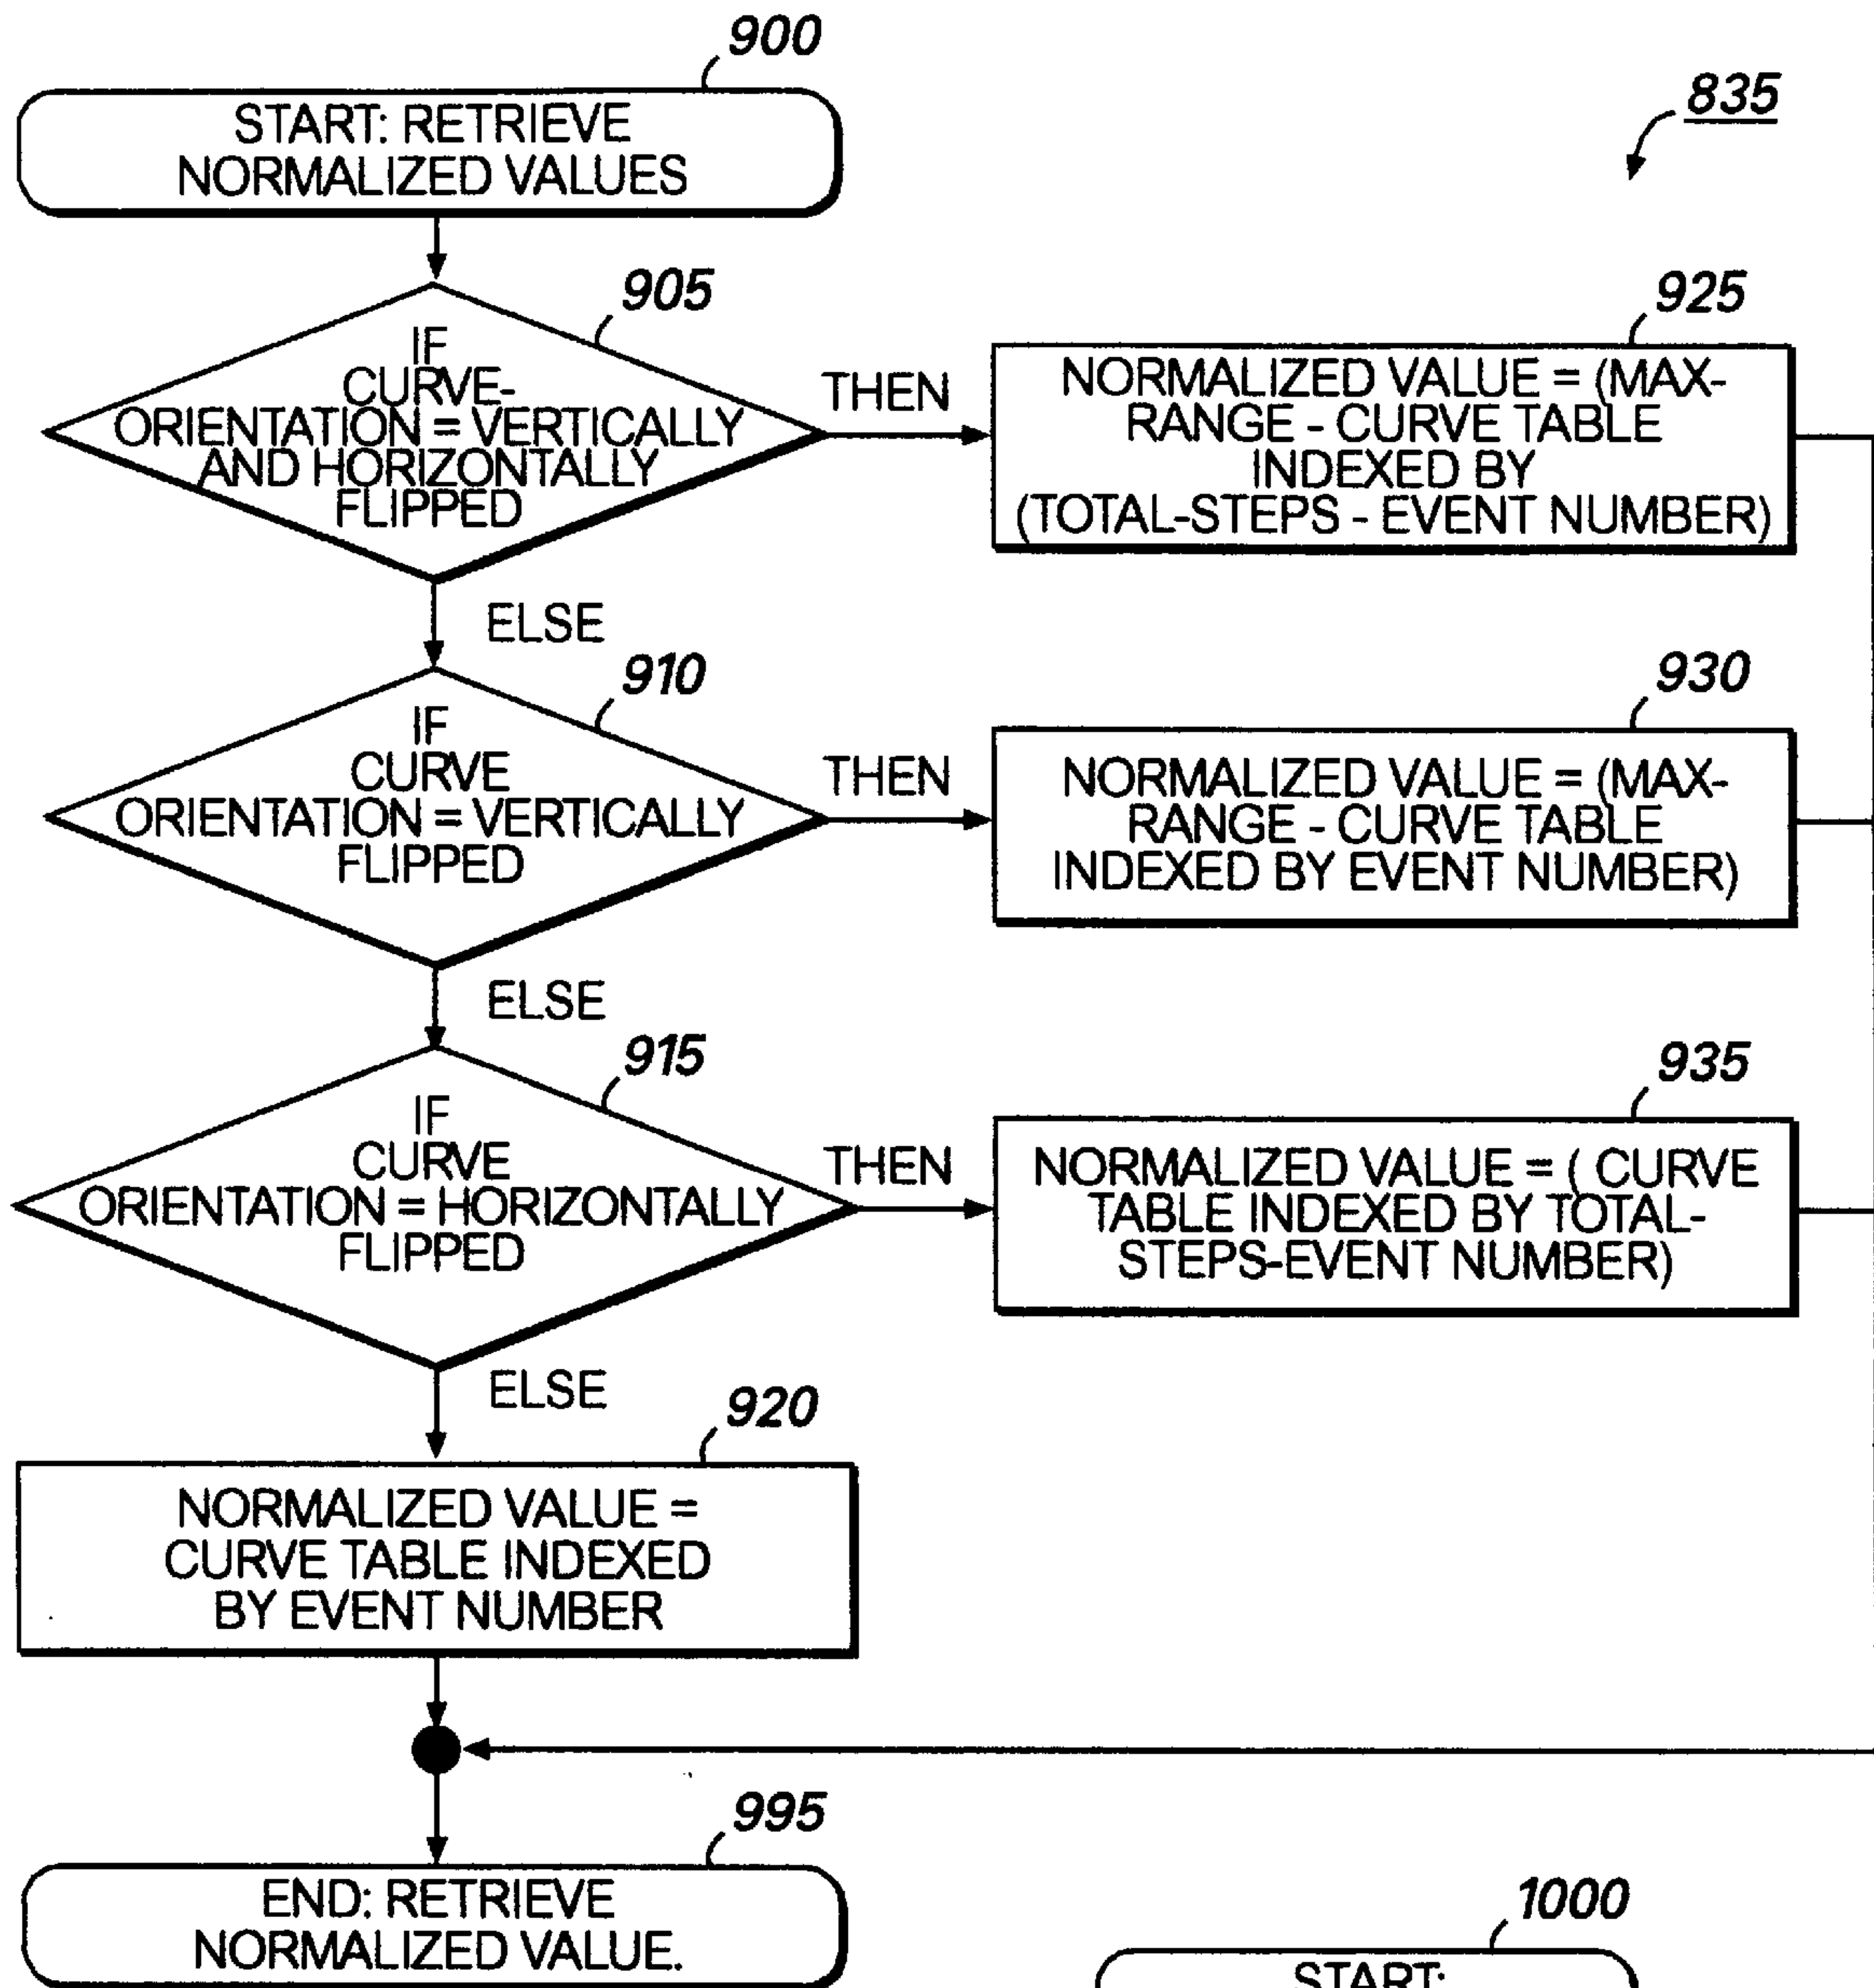 900
835
START: RETRIEVE
NORMALIZED VALUES
905
IF
CURVE-
ORIENTATION = VERTICALLY
AND HORIZONTALLY
FLIPPED
THEN
925
NORMALIZED VALUE = (MAX-
RANGE - CURVE TABLE
INDEXED BY
(TOTAL-STEPS - EVENT NUMBER)
ELSE
910
IF
CURVE
ORIENTATION = VERTICALLY
FLIPPED
THEN
930
NORMALIZED VALUE = (MAX-
RANGE - CURVE TABLE
INDEXED BY EVENT NUMBER)
ELSE
915
IF
CURVE
ORIENTATION = HORIZONTALLY
FLIPPED
THEN
935
NORMALIZED VALUE = ( CURVE
TABLE INDEXED BY TOTAL-
STEPS-EVENT NUMBER)
ELSE
920
NORMALIZED VALUE =
CURVE TABLE INDEXED
BY EVENT NUMBER
995
END: RETRIEVE
NORMALIZED VALUE.
1000
START: